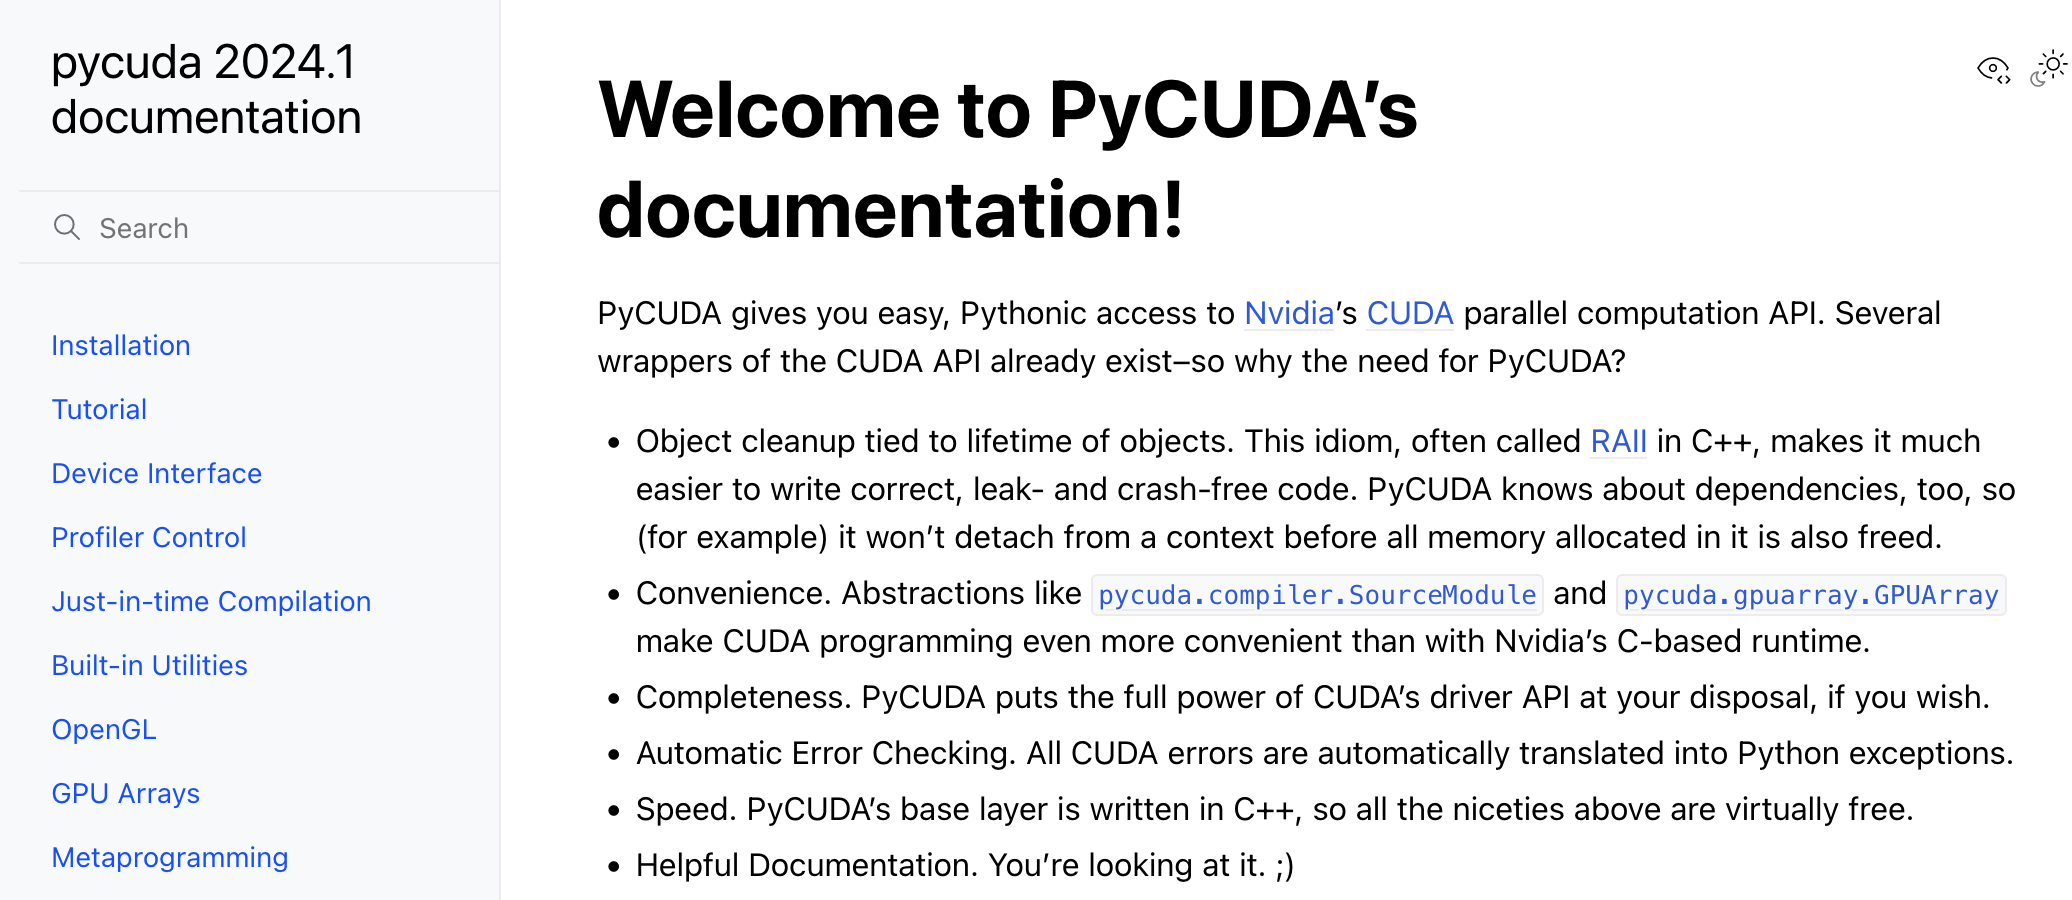 pycuda 2024.1
documentation
Search
Installation
Tutorial
Device Interface
Profiler Control
Just-in-time Compilation
Built-in Utilities
OpenGL
GPU Arrays
Metaprogramming
Welcome to PyCUDA’s
documentation!
PyCUDA gives you easy, Pythonic access to Nvidia’s CUDA parallel computation API. Several
wrappers of the CUDA API already exist–so why the need for PyCUDA?
• Object cleanup tied to lifetime of objects. This idiom, often called RAII in C++, makes it much
easier to write correct, leak- and crash-free code. PyCUDA knows about dependencies, too, so
(for example) it won’t detach from a context before all memory allocated in it is also freed.
• Convenience. Abstractions like pycuda.compiler.SourceModule and pycuda.gpuarray.GPUArray
make CUDA programming even more convenient than with Nvidia’s C-based runtime.
• Completeness. PyCUDA puts the full power of CUDA’s driver API at your disposal, if you wish.
• Automatic Error Checking. All CUDA errors are automatically translated into Python exceptions.
• Speed. PyCUDA’s base layer is written in C++, so all the niceties above are virtually free.
• Helpful Documentation. You’re looking at it. ;)